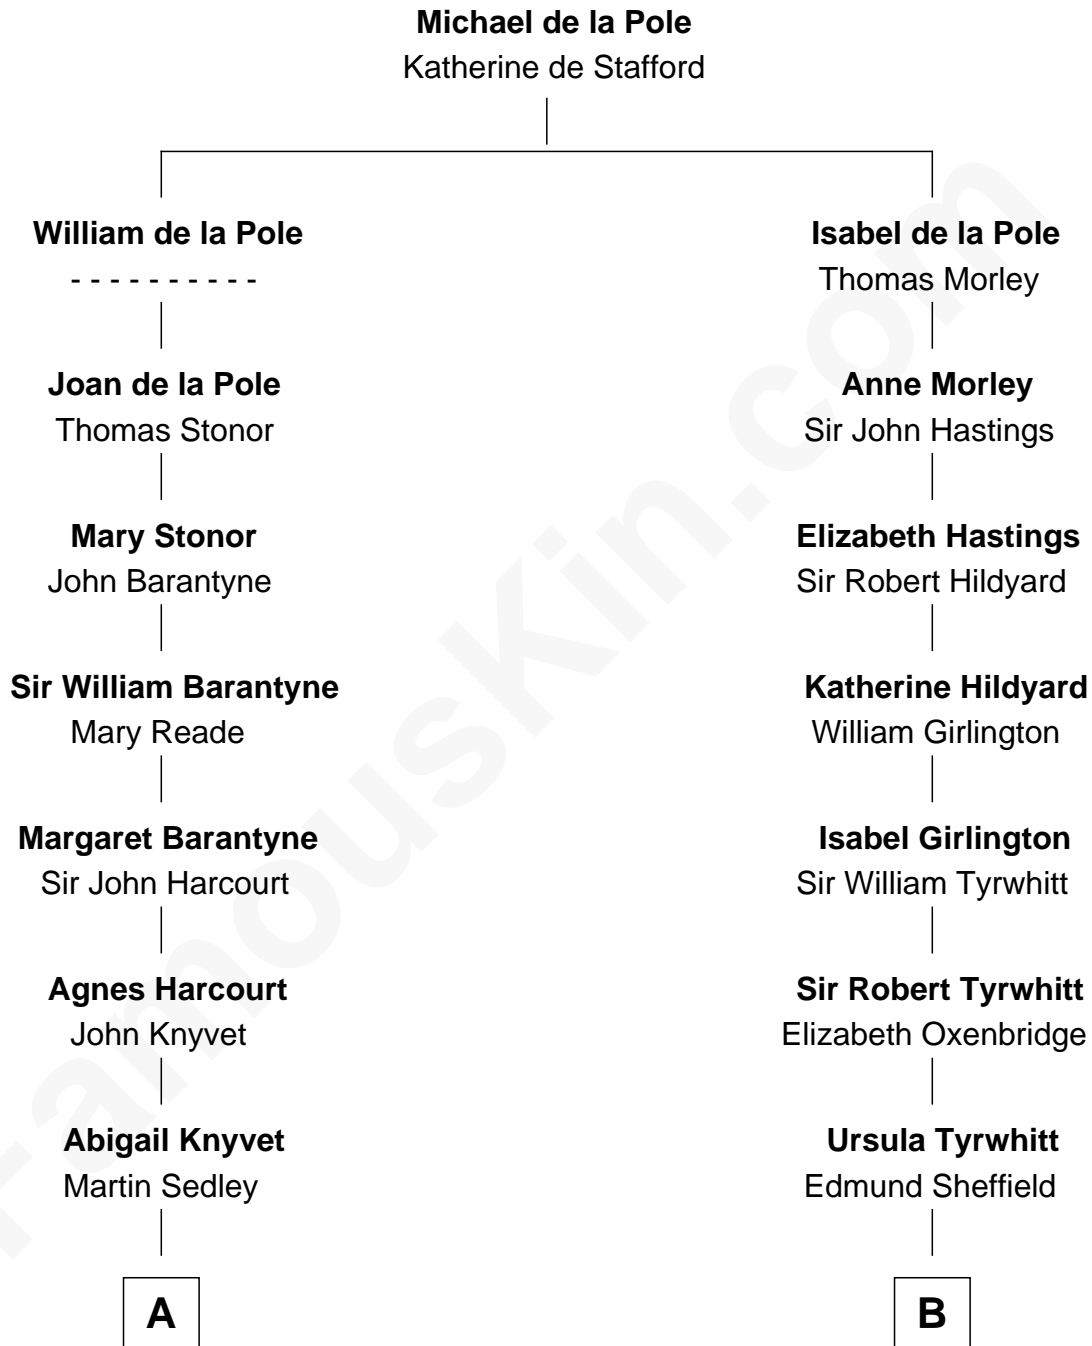 Michael de la Pole
Katherine de Stafford
William de la Pole
- - - - - - - - - -
Isabel de la Pole
Thomas Morley
Joan de la Pole
Thomas Stonor
Anne Morley
Sir John Hastings
Mary Stonor
John Barantyne
Elizabeth Hastings
Sir Robert Hildyard
Sir William Barantyne
Mary Reade
Katherine Hildyard
William Girlington
Margaret Barantyne
Sir John Harcourt
Isabel Girlington
Sir William Tyrwhitt
Agnes Harcourt
John Knyvet
Sir Robert Tyrwhitt
Elizabeth Oxenbridge
Abigail Knyvet
Martin Sedley
Ursula Tyrwhitt
Edmund Sheffield
A
B
FamousKin.com